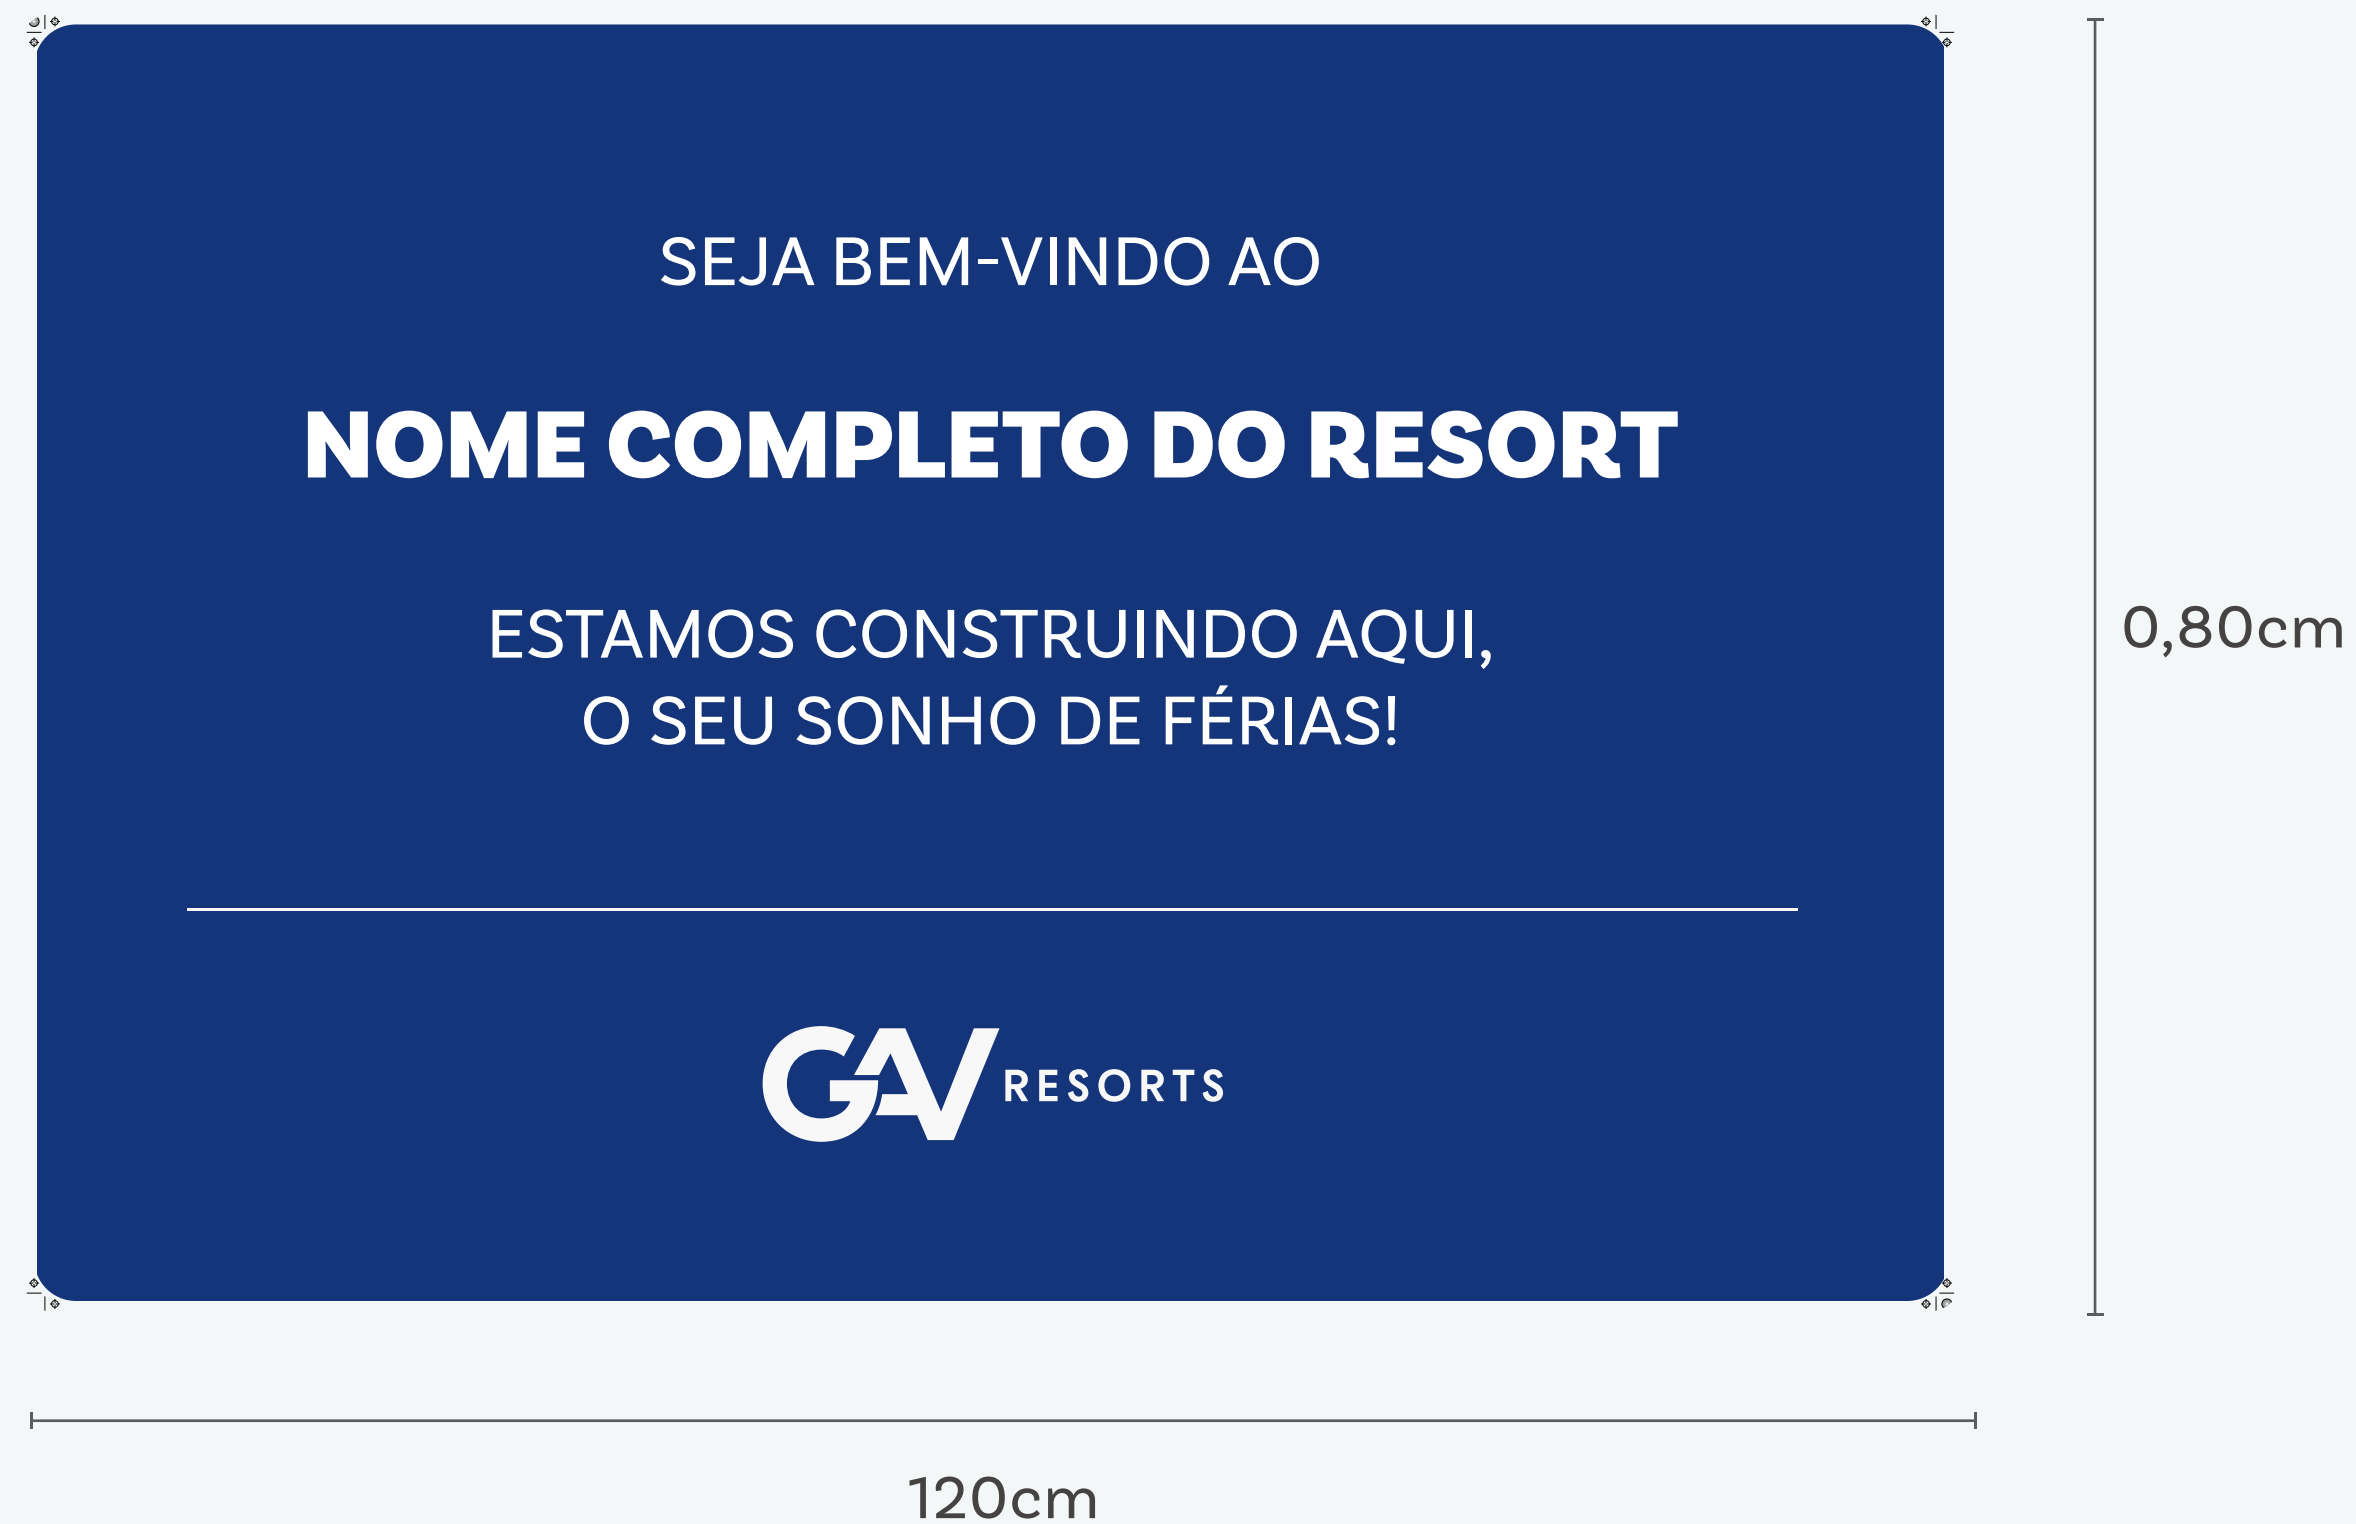 SEJA BEM-VINDO AO
NOME COMPLETO DO RESORT
ESTAMOS CONSTRUINDO AQUI,
O SEU SONHO DE FÉRIAS!
GAV RESORTS
0,80cm
120cm